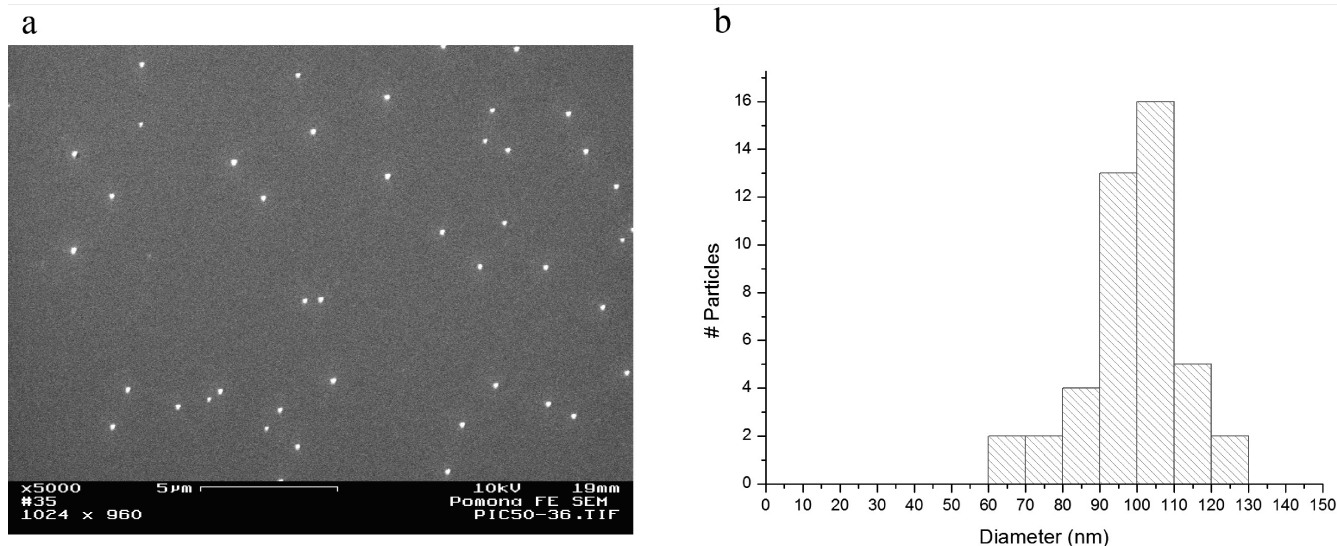 a
x5000 5µm 10kV 19mm
#35 Pomona FE SEM
1024 x 960 PIC50-36.TIF
b
16
14
12
10
8
6
4
2
0
# Particles
0 10 20 30 40 50 60 70 80 90 100 110 120 130 150
Diameter (nm)